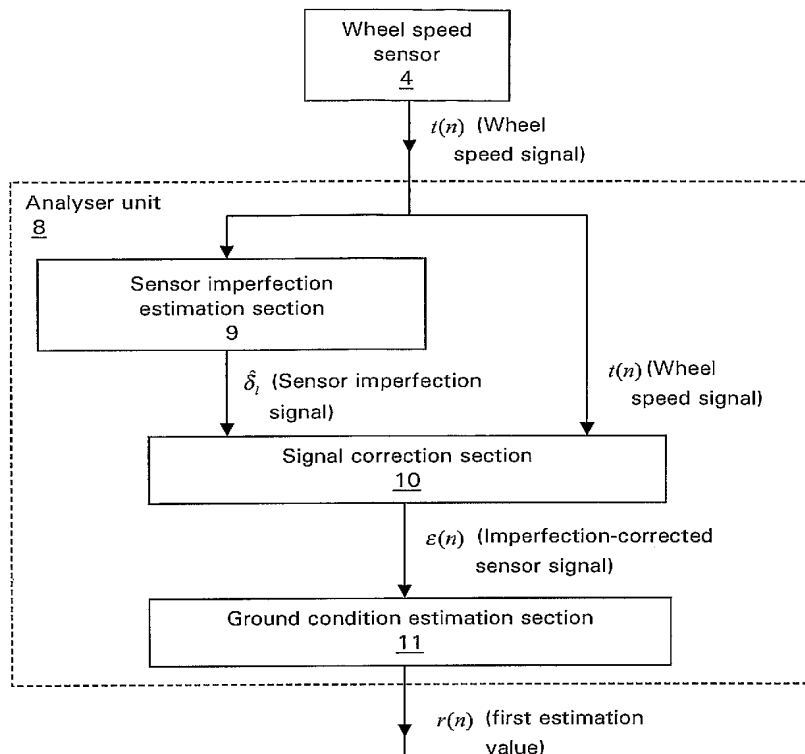 Wheel speed
sensor
4
t(n) (Wheel
speed signal)
Analyser unit
8
Sensor imperfection
estimation section
9
δ̂l (Sensor imperfection
signal)
t(n) (Wheel
speed signal)
Signal correction section
10
ε(n) (Imperfection-corrected
sensor signal)
Ground condition estimation section
11
r(n) (first estimation
value)